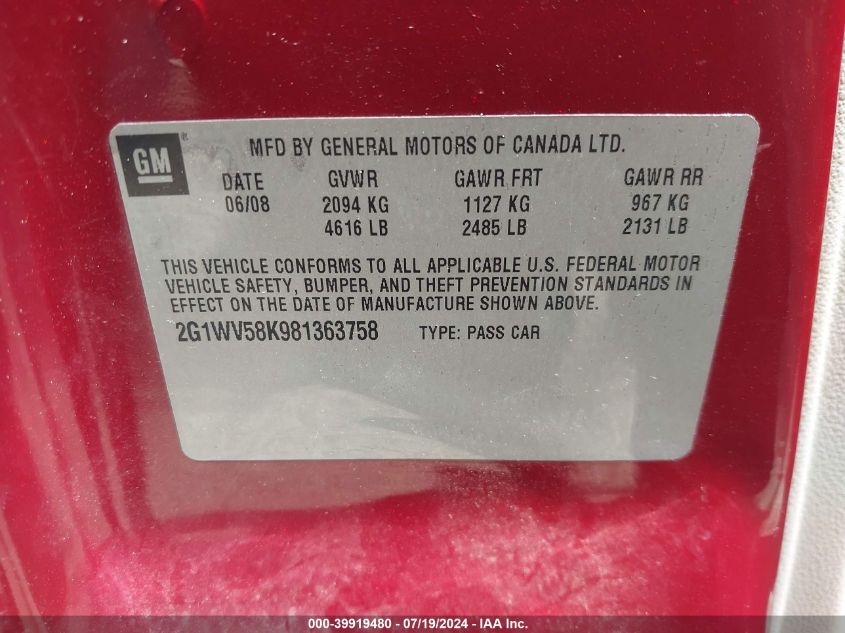 GM ® MFD BY GENERAL MOTORS OF CANADA LTD.
DATE GVWR GAWR FRT GAWR RR
06/08 2094 KG 1127 KG 967 KG
4616 LB 2485 LB 2131 LB
THIS VEHICLE CONFORMS TO ALL APPLICABLE U.S. FEDERAL MOTOR
VEHICLE SAFETY, BUMPER, AND THEFT PREVENTION STANDARDS IN
EFFECT ON THE DATE OF MANUFACTURE SHOWN ABOVE.
2G1WV58K981363758 TYPE: PASS CAR
000-39919480 - 07/19/2024 - IAA Inc.